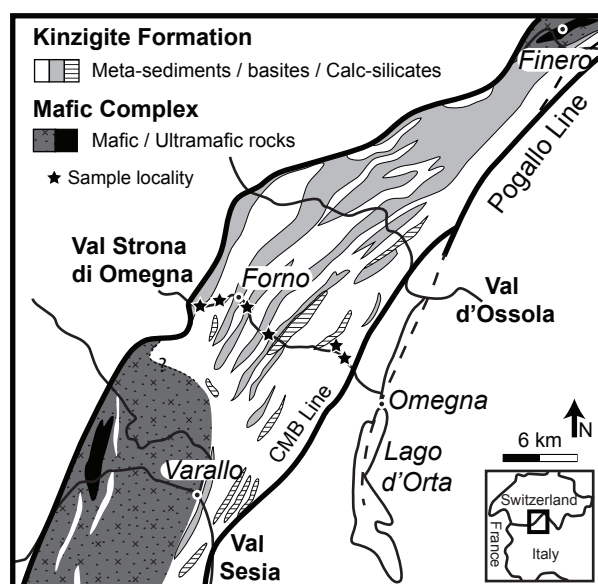 Kinzigite Formation
Meta-sediments / basites / Calc-silicates
Mafic Complex
Mafic / Ultramafic rocks
Sample locality
Finero
Pogallo Line
Val Strona
di Omegna
Forno
Val
d'Ossola
?
CMB Line
Omegna
Varallo
Lago
d'Orta
Val
Sesia
6 km
N
Switzerland
France
Italy